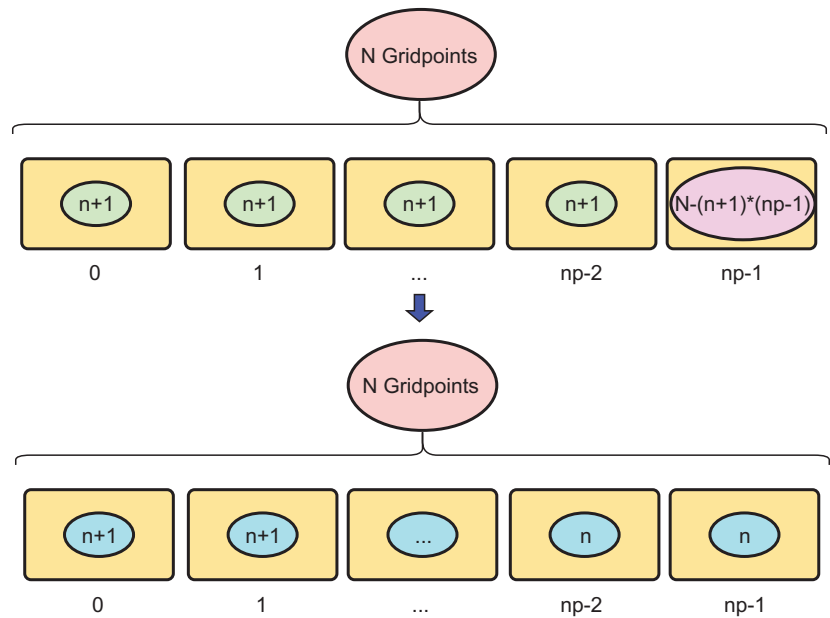 N Gridpoints
n+1 n+1 n+1 n+1 N-(n+1)*(np-1)
0 1 ... np-2 np-1
N Gridpoints
n+1 n+1 ... n n
0 1 ... np-2 np-1